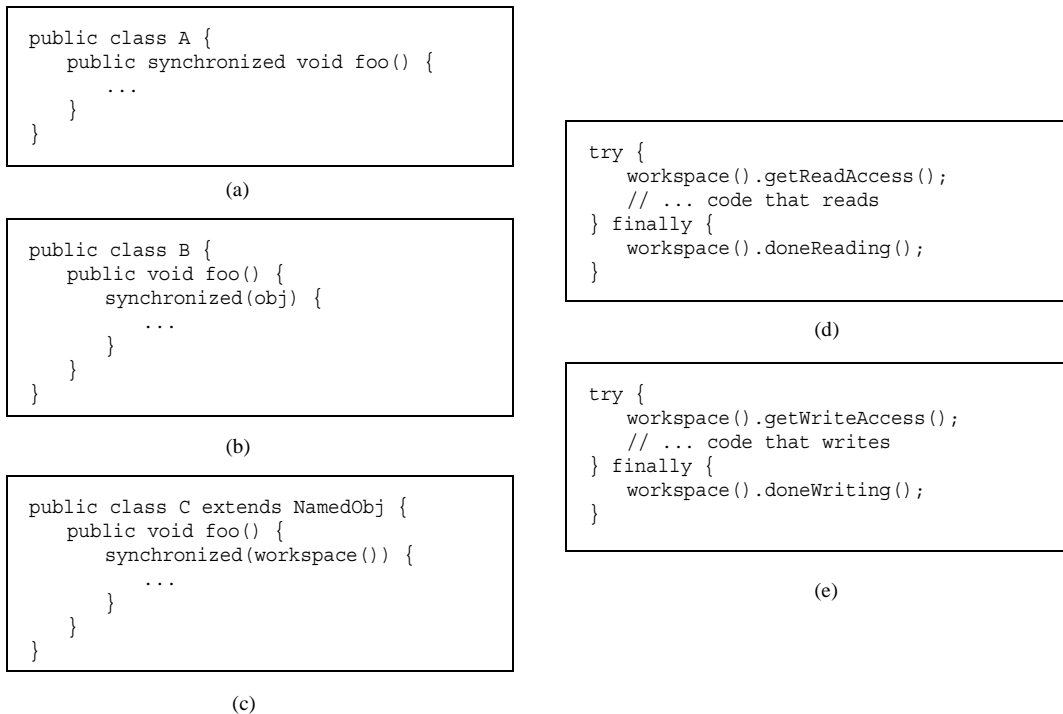 public class A {
public synchronized void foo() {
...
}
}
(a)
public class B {
public void foo() {
synchronized(obj) {
...
}
}
}
(b)
public class C extends NamedObj {
public void foo() {
synchronized(workspace()) {
...
}
}
}
(c)
try {
workspace().getReadAccess();
// ... code that reads
} finally {
workspace().doneReading();
}
(d)
try {
workspace().getWriteAccess();
// ... code that writes
} finally {
workspace().doneWriting();
}
(e)